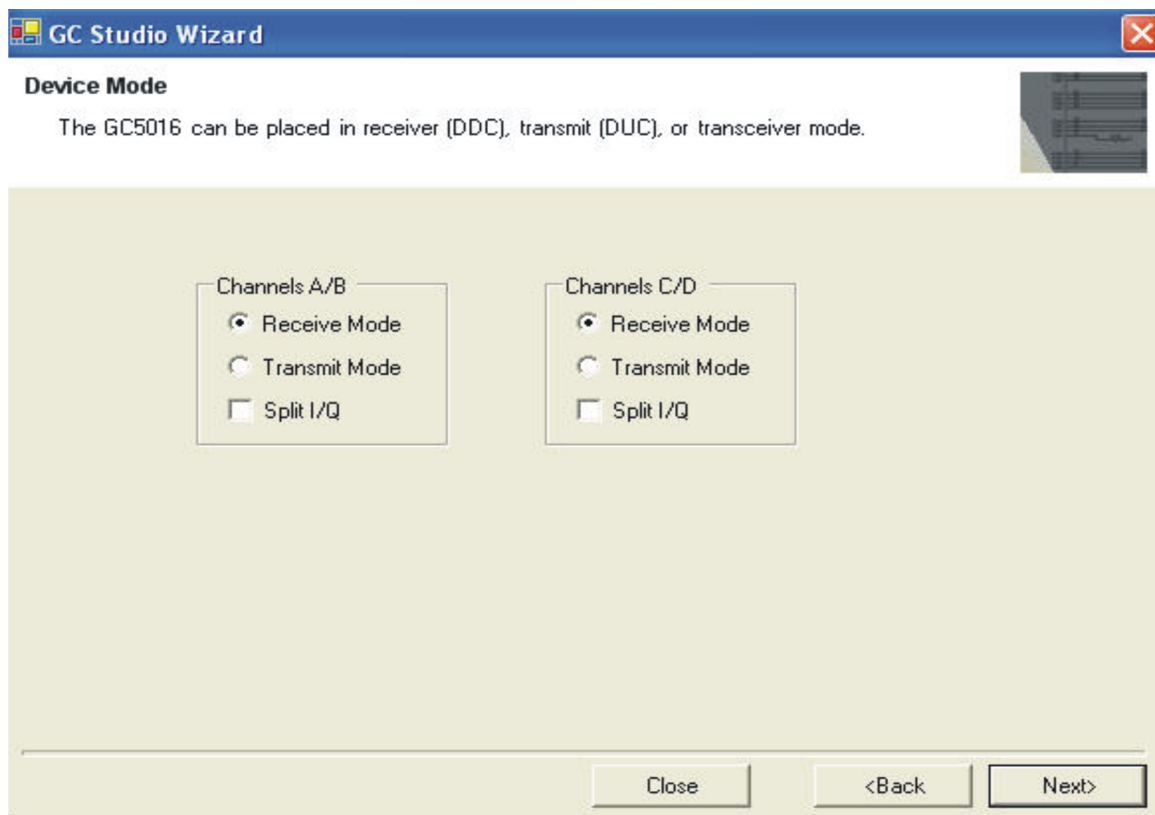 GC Studio Wizard
Device Mode
The GC5016 can be placed in receiver (DDC), transmit (DUC), or transceiver mode.
Channels A/B
Receive Mode
Transmit Mode
Split I/Q
Channels C/D
Receive Mode
Transmit Mode
Split I/Q
Close
<Back
Next>